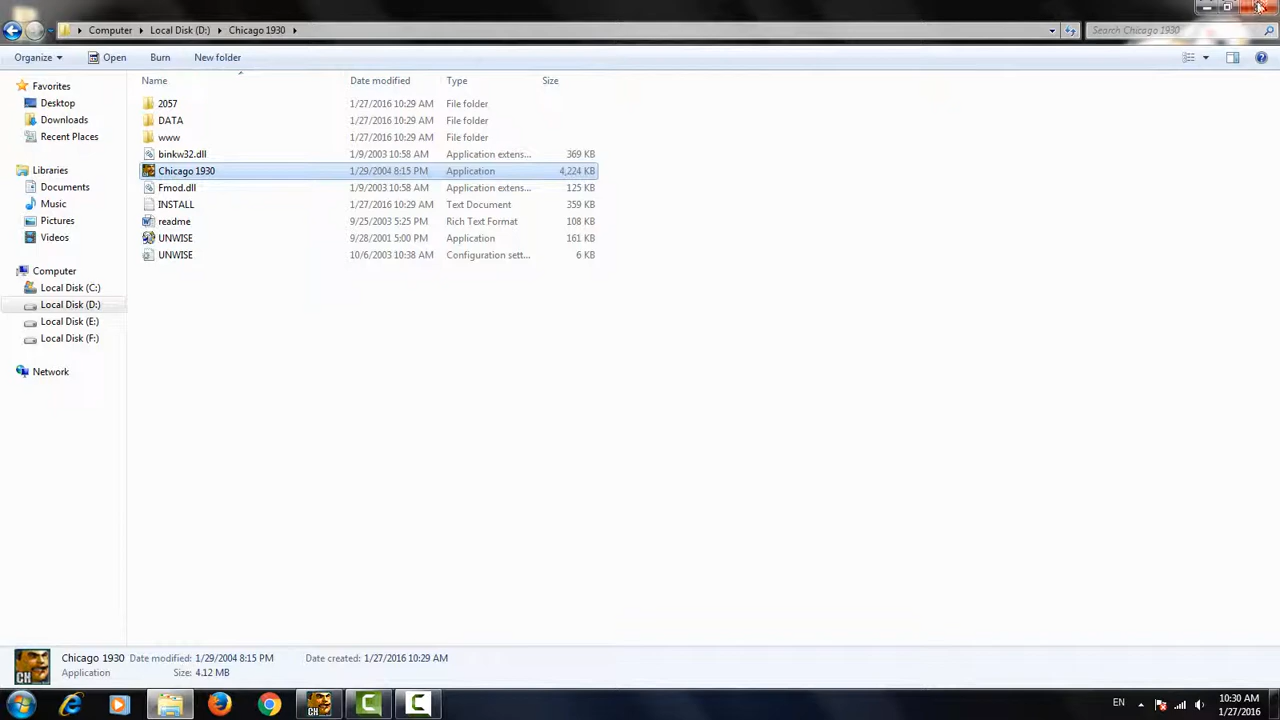 Computer Local Disk (D:) Chicago 1930 Search Chicago 1930
Organize Open Burn New folder
Name Date modified Type Size
Favorites
Desktop
Downloads
Recent Places
Libraries
Documents
Music
Pictures
Videos
Computer
Local Disk (C:)
Local Disk (D:)
Local Disk (E:)
Local Disk (F:)
Network
2057 1/27/2016 10:29 AM File folder
DATA 1/27/2016 10:29 AM File folder
www 1/27/2016 10:29 AM File folder
binkw32.dll 1/9/2003 10:58 AM Application extens... 369 KB
Chicago 1930 1/29/2004 8:15 PM Application 4,224 KB
Fmod.dll 1/9/2003 10:58 AM Application extens... 125 KB
INSTALL 1/27/2016 10:29 AM Text Document 359 KB
readme 9/25/2003 5:25 PM Rich Text Format 108 KB
UNWISE 9/28/2001 5:00 PM Application 161 KB
UNWISE 10/6/2003 10:38 AM Configuration sett... 6 KB
Chicago 1930 Date modified: 1/29/2004 8:15 PM Date created: 1/27/2016 10:29 AM
Application Size: 4.12 MB
CH
EN 10:30 AM
1/27/2016